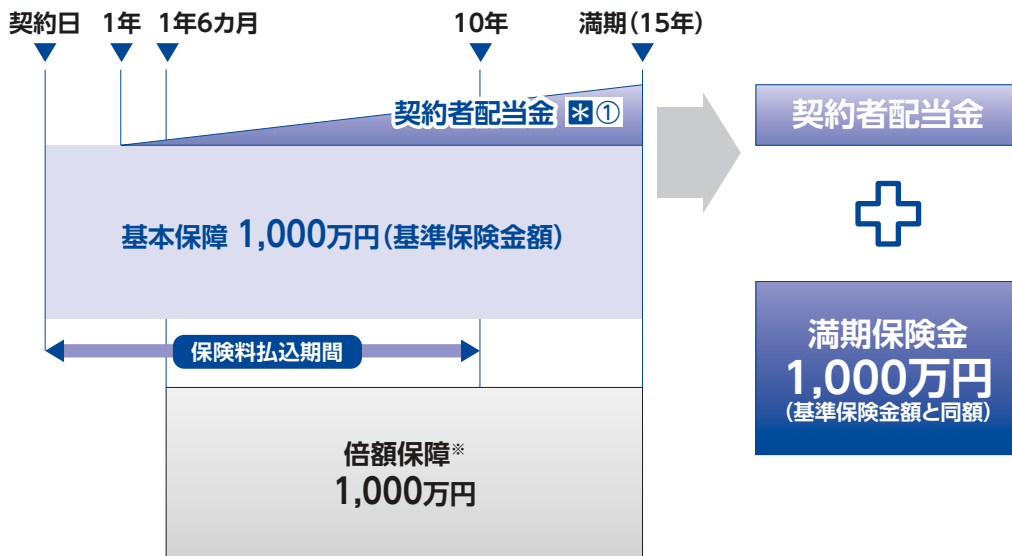 契約日 1年 1年6カ月 10年 満期(15年)
契約者配当金 *①
契約者配当金
基本保障 1,000万円(基準保険金額)
保険料払込期間
満期保険金
1,000万円
(基準保険金額と同額)
倍額保障※
1,000万円